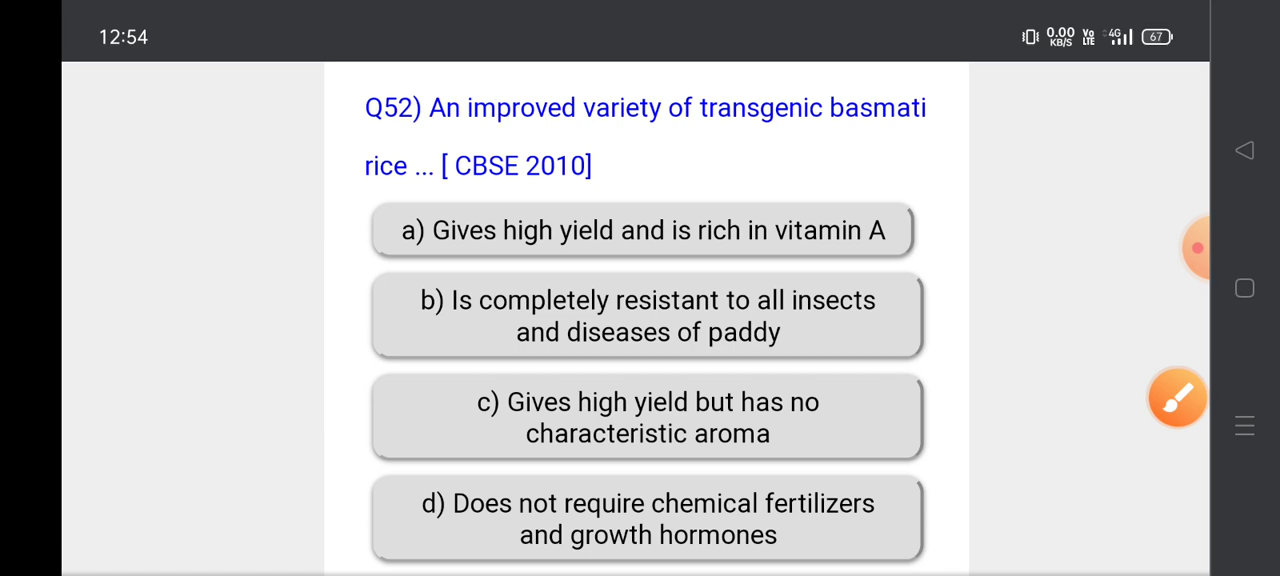 12:54
0.00
KB/S
Vo
LTE
4G
67
Q52) An improved variety of transgenic basmati
rice ... [ CBSE 2010]
a) Gives high yield and is rich in vitamin A
b) Is completely resistant to all insects
and diseases of paddy
c) Gives high yield but has no
characteristic aroma
d) Does not require chemical fertilizers
and growth hormones